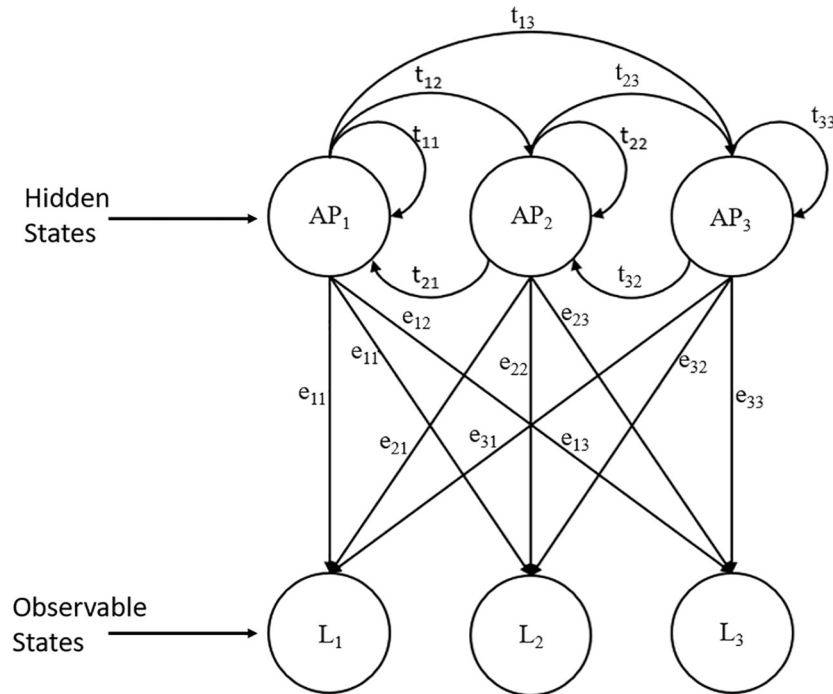 t₁₃
t₁₂
t₂₃
t₁₁
t₂₂
t₃₃
Hidden
States
AP₁
AP₂
AP₃
t₂₁
t₃₂
e₁₂
e₂₃
e₁₁
e₂₂
e₃₂
e₁₁
e₃₃
e₂₁
e₃₁
e₁₃
Observable
States
L₁
L₂
L₃